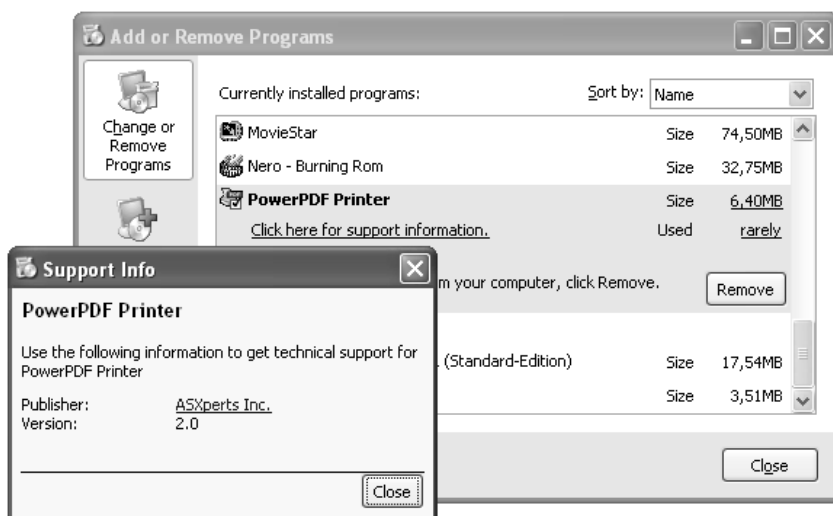 Add or Remove Programs
Change or
Remove
Programs
Currently installed programs:
Sort by: Name
MovieStar Size 74,50MB
Nero - Burning Rom Size 32,75MB
PowerPDF Printer Size 6,40MB
Click here for support information. Used rarely
m your computer, click Remove. Remove
(Standard-Edition) Size 17,54MB
Size 3,51MB
Close
Support Info
PowerPDF Printer
Use the following information to get technical support for
PowerPDF Printer
Publisher: ASXperts Inc.
Version: 2.0
Close